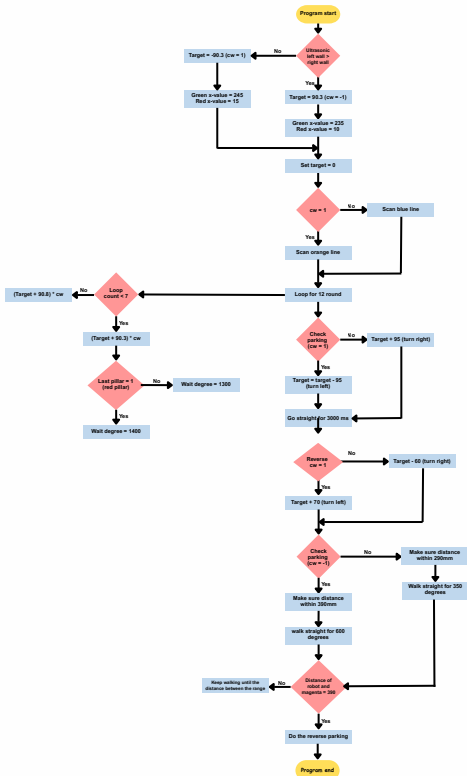 Program start
Ultrasonic
left wall >
right wall
No
Target = -90.3 (cw = 1)
Yes
Green x-value = 245
Red x-value = 15
Target = 90.3 (cw = -1)
Green x-value = 235
Red x-value = 10
Set target = 0
cw = 1
No
Scan blue line
Yes
Scan orange line
Loop for 12 round
Loop
count < 7
No
(Target + 90.8) * cw
Yes
(Target + 90.3) * cw
Last pillar = 1
(red pillar)
No
Wait degree = 1300
Yes
Wait degree = 1400
Check
parking
(cw = 1)
No
Target + 95 (turn right)
Yes
Target = target - 95
(turn left)
Go straight for 3000 ms
Reverse
cw = 1
No
Target - 60 (turn right)
Yes
Target + 70 (turn left)
Check
parking
(cw = -1)
No
Make sure distance
within 290mm
Walk straight for 350
degrees
Yes
Make sure distance
within 390mm
walk straight for 600
degrees
Distance of
robot and
magenta = 390
No
Keep walking until the
distance between the range
Yes
Do the reverse parking
Program end